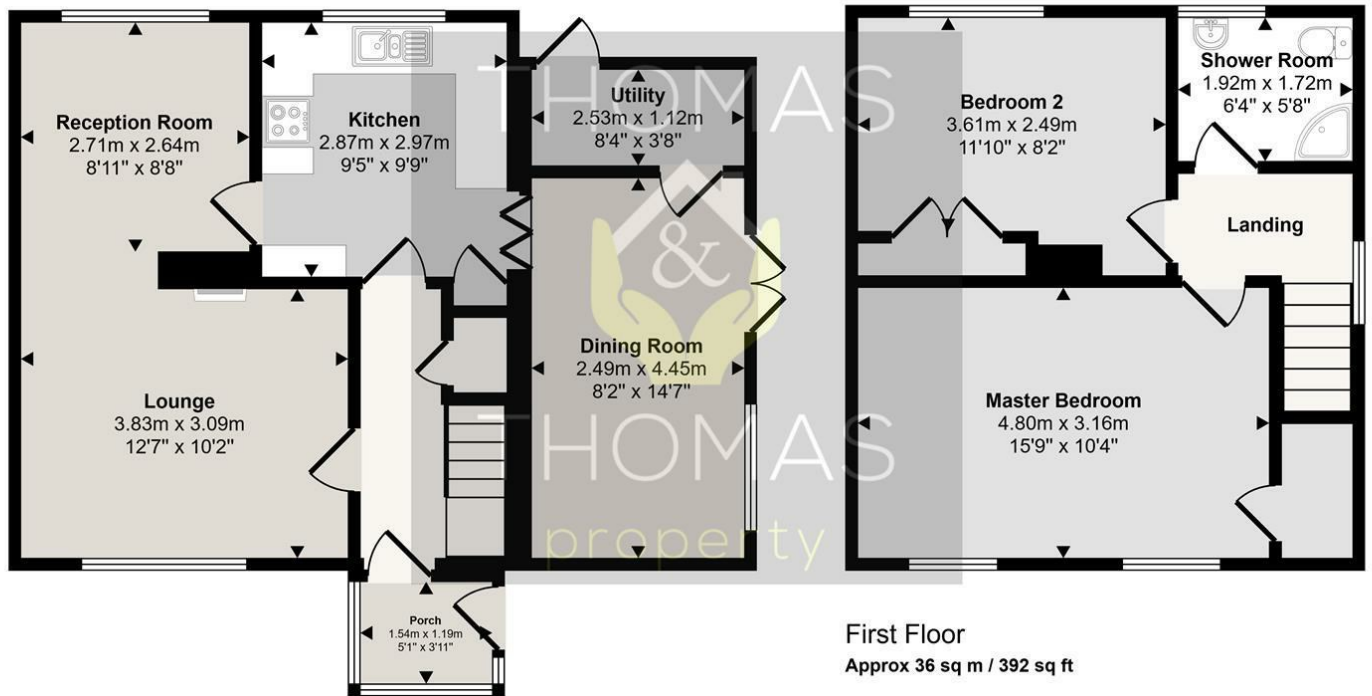 Reception Room
2.71m x 2.64m
8'11" x 8'8"
Kitchen
2.87m x 2.97m
9'5" x 9'9"
Utility
2.53m x 1.12m
8'4" x 3'8"
Dining Room
2.49m x 4.45m
8'2" x 14'7"
Lounge
3.83m x 3.09m
12'7" x 10'2"
Porch
1.54m x 1.19m
5'1" x 3'11"
THOMAS
&
THOMAS
property
Bedroom 2
3.61m x 2.49m
11'10" x 8'2"
Shower Room
1.92m x 1.72m
6'4" x 5'8"
Landing
Master Bedroom
4.80m x 3.16m
15'9" x 10'4"
First Floor
Approx 36 sq m / 392 sq ft